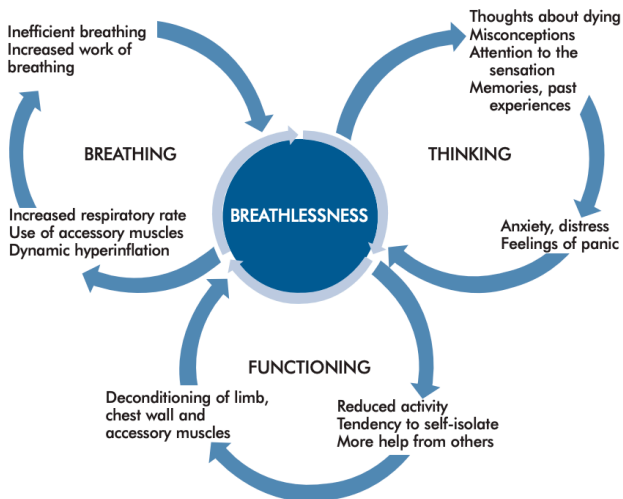 Inefficient breathing
Increased work of
breathing
BREATHING
Increased respiratory rate
Use of accessory muscles
Dynamic hyperinflation
BREATHLESSNESS
Thoughts about dying
Misconceptions
Attention to the
sensation
Memories, past
experiences
THINKING
Anxiety, distress
Feelings of panic
FUNCTIONING
Reduced activity
Tendency to self-isolate
More help from others
Deconditioning of limb,
chest wall and
accessory muscles